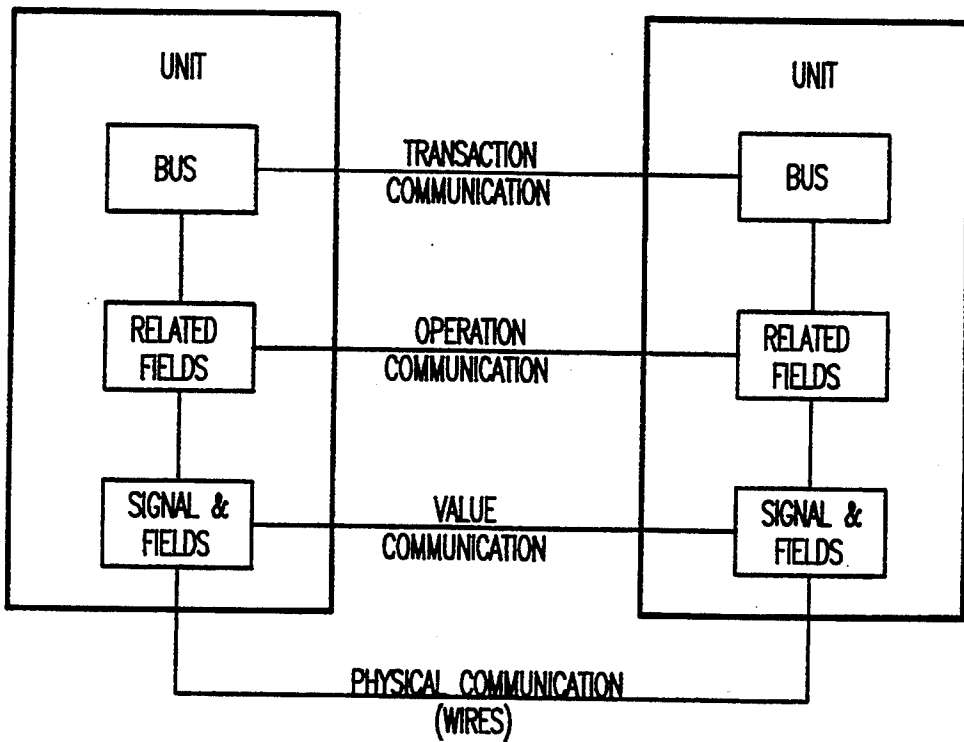 UNIT
UNIT
BUS
TRANSACTION
COMMUNICATION
BUS
RELATED
FIELDS
OPERATION
COMMUNICATION
RELATED
FIELDS
SIGNAL &
FIELDS
VALUE
COMMUNICATION
SIGNAL &
FIELDS
PHYSICAL COMMUNICATION
(WIRES)